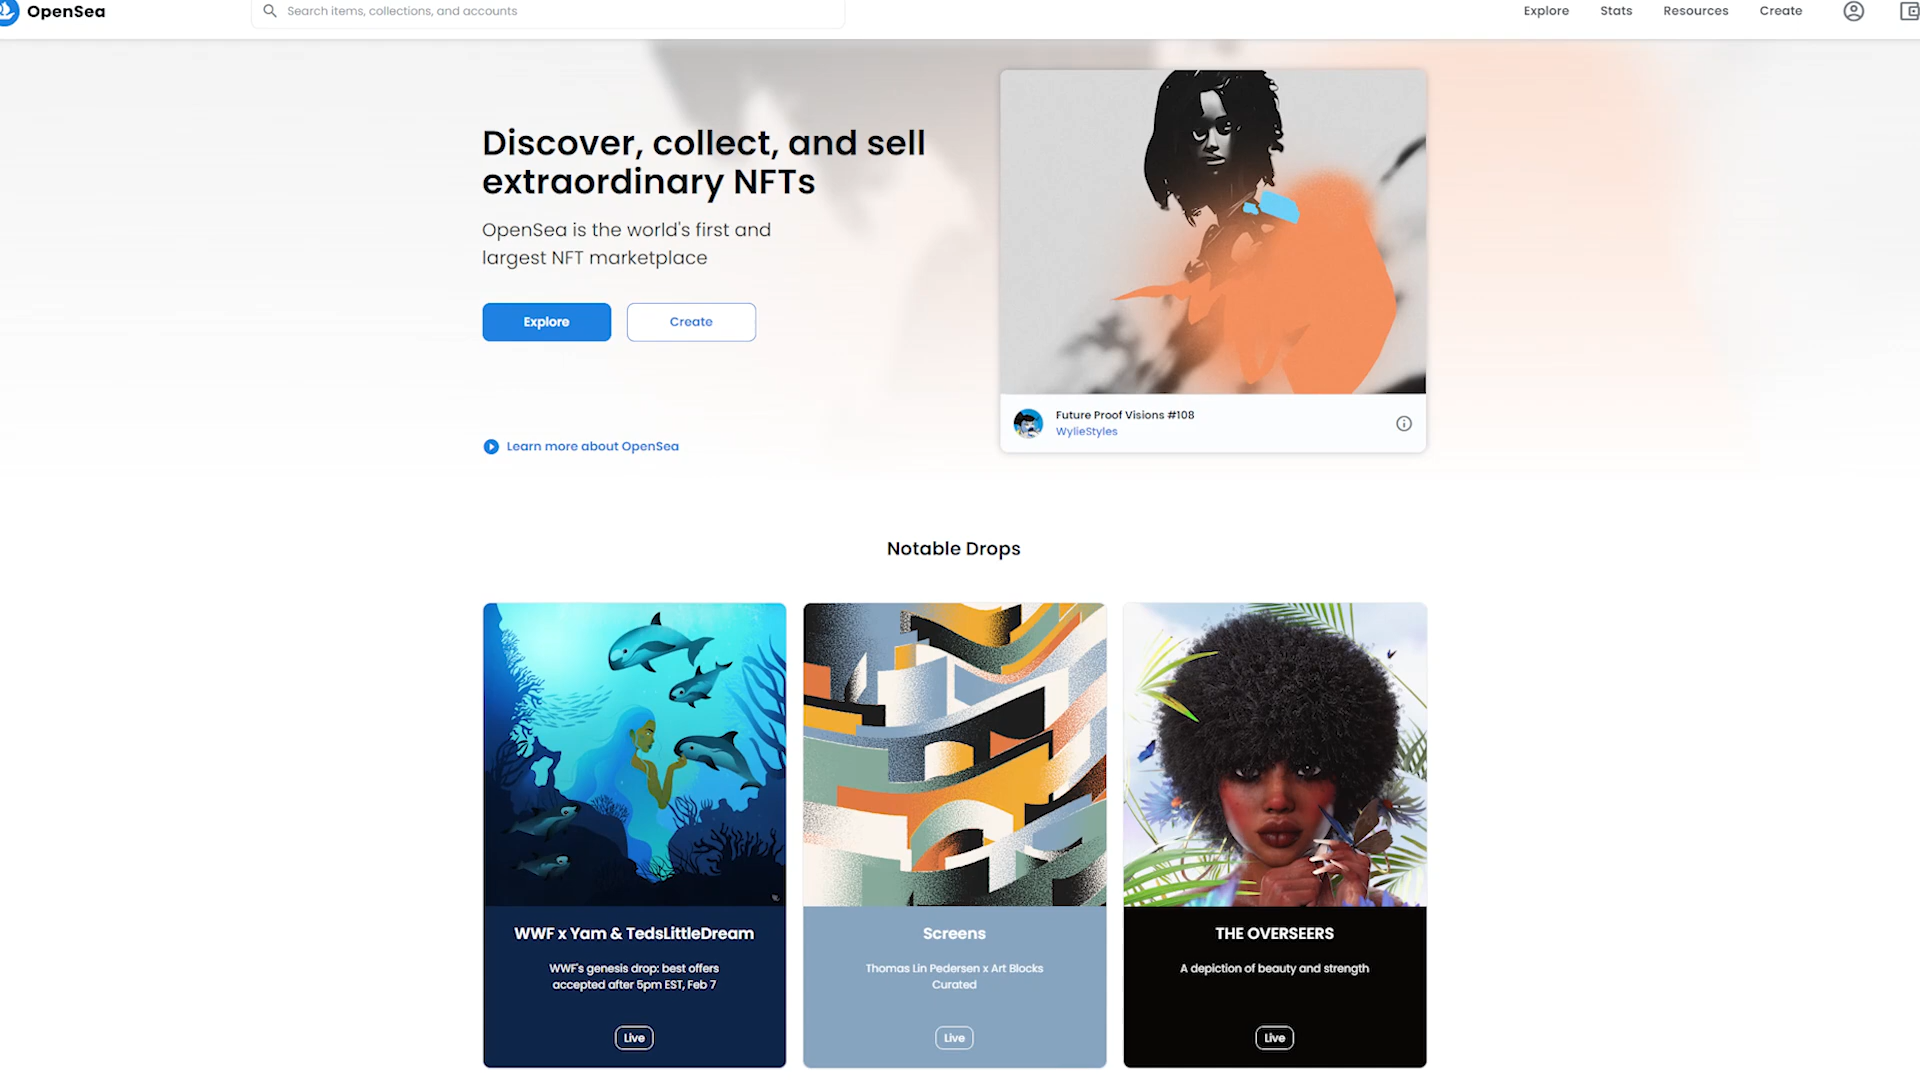 OpenSea
Search items, collections, and accounts
Explore
Stats
Resources
Create
Discover, collect, and sell
extraordinary NFTs
OpenSea is the world's first and
largest NFT marketplace
Explore
Create
Learn more about OpenSea
Future Proof Visions #108
WylieStyles
Notable Drops
WWF x Yam & TedsLittleDream
WWF's genesis drop: best offers
accepted after 5pm EST, Feb 7
Live
Screens
Thomas Lin Pedersen x Art Blocks
Curated
Live
THE OVERSEERS
A depiction of beauty and strength
Live